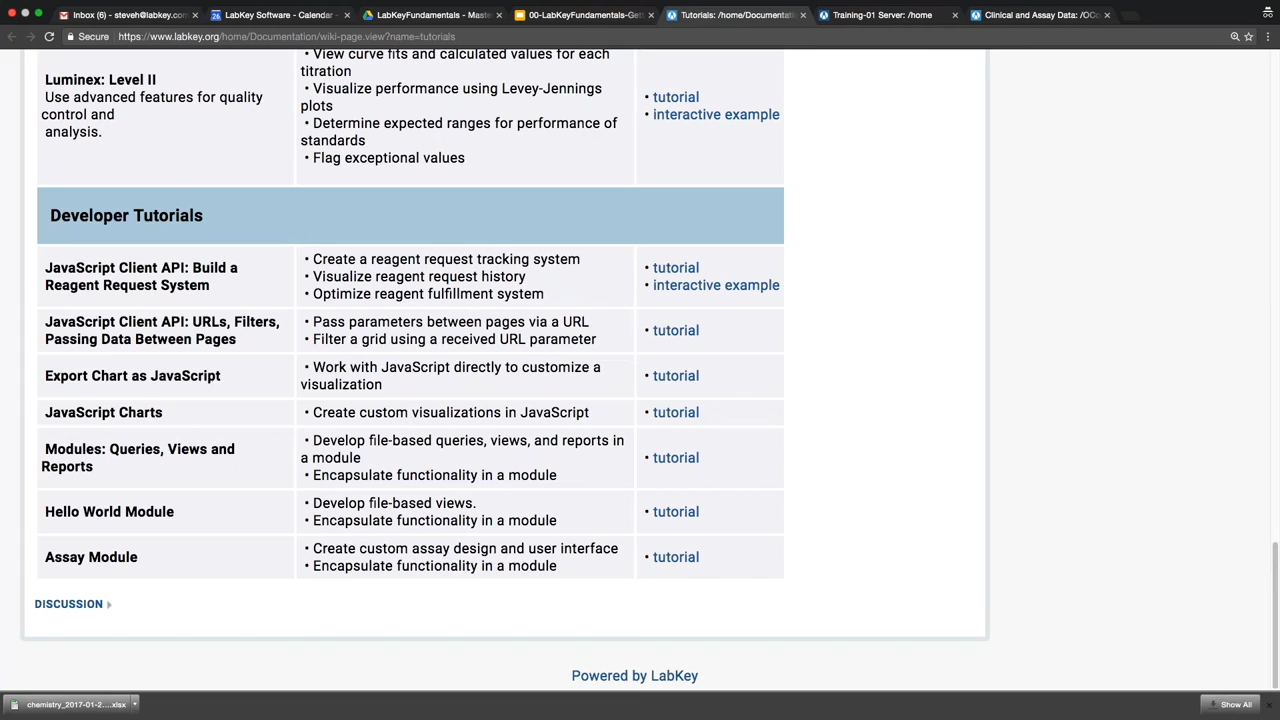 Inbox (6) - steveh@labkey.com
LabKey Software - Calendar
LabKeyFundamentals - Maste
00-LabKeyFundamentals-Gett
Tutorials: /home/Documentatio
Training-01 Server: /home
Clinical and Assay Data: /OCo
Secure
https://www.labkey.org/home/Documentation/wiki-page.view?name=tutorials
Luminex: Level II
Use advanced features for quality
control and
analysis.
• View curve fits and calculated values for each
titration
• Visualize performance using Levey-Jennings
plots
• Determine expected ranges for performance of
standards
• Flag exceptional values
• tutorial
• interactive example
Developer Tutorials
JavaScript Client API: Build a
Reagent Request System
• Create a reagent request tracking system
• Visualize reagent request history
• Optimize reagent fulfillment system
• tutorial
• interactive example
JavaScript Client API: URLs, Filters,
Passing Data Between Pages
• Pass parameters between pages via a URL
• Filter a grid using a received URL parameter
• tutorial
Export Chart as JavaScript
• Work with JavaScript directly to customize a
visualization
• tutorial
JavaScript Charts
• Create custom visualizations in JavaScript
• tutorial
Modules: Queries, Views and
Reports
• Develop file-based queries, views, and reports in
a module
• Encapsulate functionality in a module
• tutorial
Hello World Module
• Develop file-based views.
• Encapsulate functionality in a module
• tutorial
Assay Module
• Create custom assay design and user interface
• Encapsulate functionality in a module
• tutorial
DISCUSSION
Powered by LabKey
chemistry_2017-01-2....xlsx
Show All